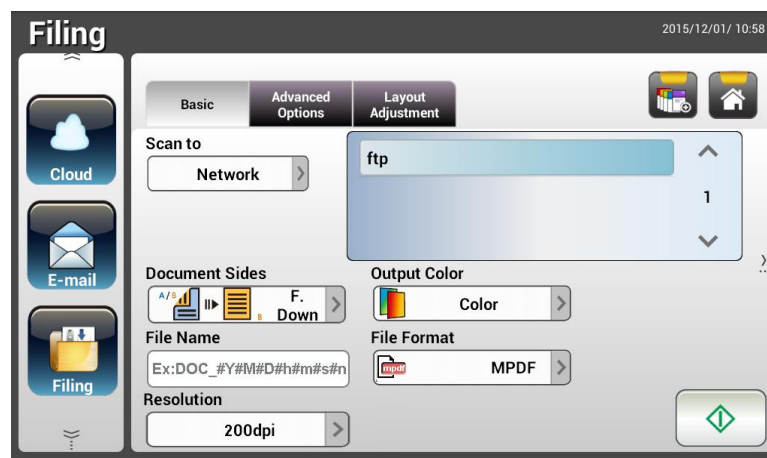 Filing
2015/12/01/ 10:58
Basic
Advanced
Options
Layout
Adjustment
Cloud
Scan to
Network
ftp
1
E-mail
Document Sides
A/B
B
F.
Down
Output Color
Color
File Name
Ex:DOC_#Y#M#D#h#m#s#n
File Format
mpdf
MPDF
Filing
Resolution
200dpi